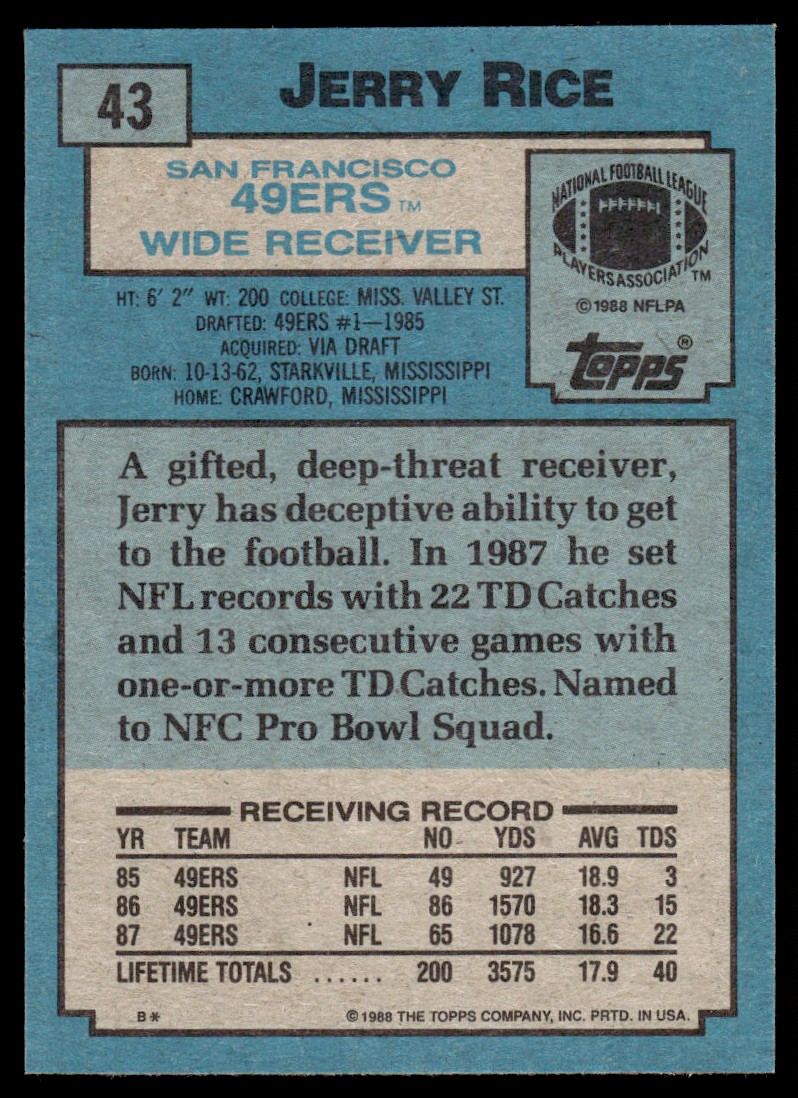 43
JERRY RICE
SAN FRANCISCO
49ERS TM
WIDE RECEIVER
NATIONAL FOOTBALL LEAGUE
PLAYERS ASSOCIATION TM
© 1988 NFLPA
topps®
HT: 6' 2" WT: 200 COLLEGE: MISS. VALLEY ST.
DRAFTED: 49ERS #1—1985
ACQUIRED: VIA DRAFT
BORN: 10-13-62, STARKVILLE, MISSISSIPPI
HOME: CRAWFORD, MISSISSIPPI
A gifted, deep-threat receiver,
Jerry has deceptive ability to get
to the football. In 1987 he set
NFL records with 22 TD Catches
and 13 consecutive games with
one-or-more TD Catches. Named
to NFC Pro Bowl Squad.
RECEIVING RECORD
YR TEAM NO YDS AVG TDS
85 49ERS NFL 49 927 18.9 3
86 49ERS NFL 86 1570 18.3 15
87 49ERS NFL 65 1078 16.6 22
LIFETIME TOTALS ...... 200 3575 17.9 40
B* © 1988 THE TOPPS COMPANY, INC. PRTD. IN USA.